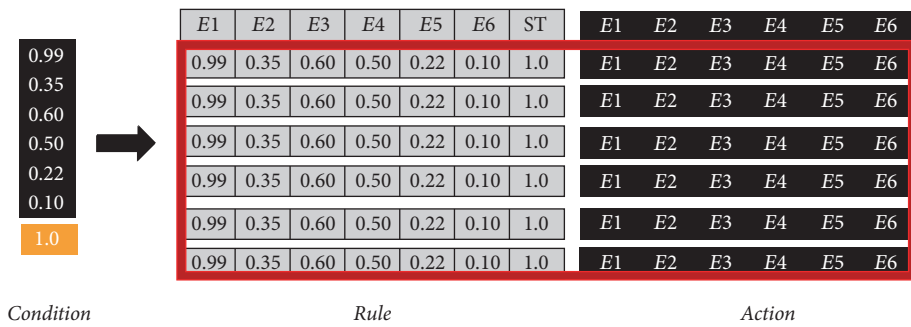 E1 E2 E3 E4 E5 E6 ST E1 E2 E3 E4 E5 E6
0.99
0.35
0.60
0.50
0.22
0.10
1.0
0.99 0.35 0.60 0.50 0.22 0.10 1.0 E1 E2 E3 E4 E5 E6
0.99 0.35 0.60 0.50 0.22 0.10 1.0 E1 E2 E3 E4 E5 E6
0.99 0.35 0.60 0.50 0.22 0.10 1.0 E1 E2 E3 E4 E5 E6
0.99 0.35 0.60 0.50 0.22 0.10 1.0 E1 E2 E3 E4 E5 E6
0.99 0.35 0.60 0.50 0.22 0.10 1.0 E1 E2 E3 E4 E5 E6
0.99 0.35 0.60 0.50 0.22 0.10 1.0 E1 E2 E3 E4 E5 E6
Condition Rule Action